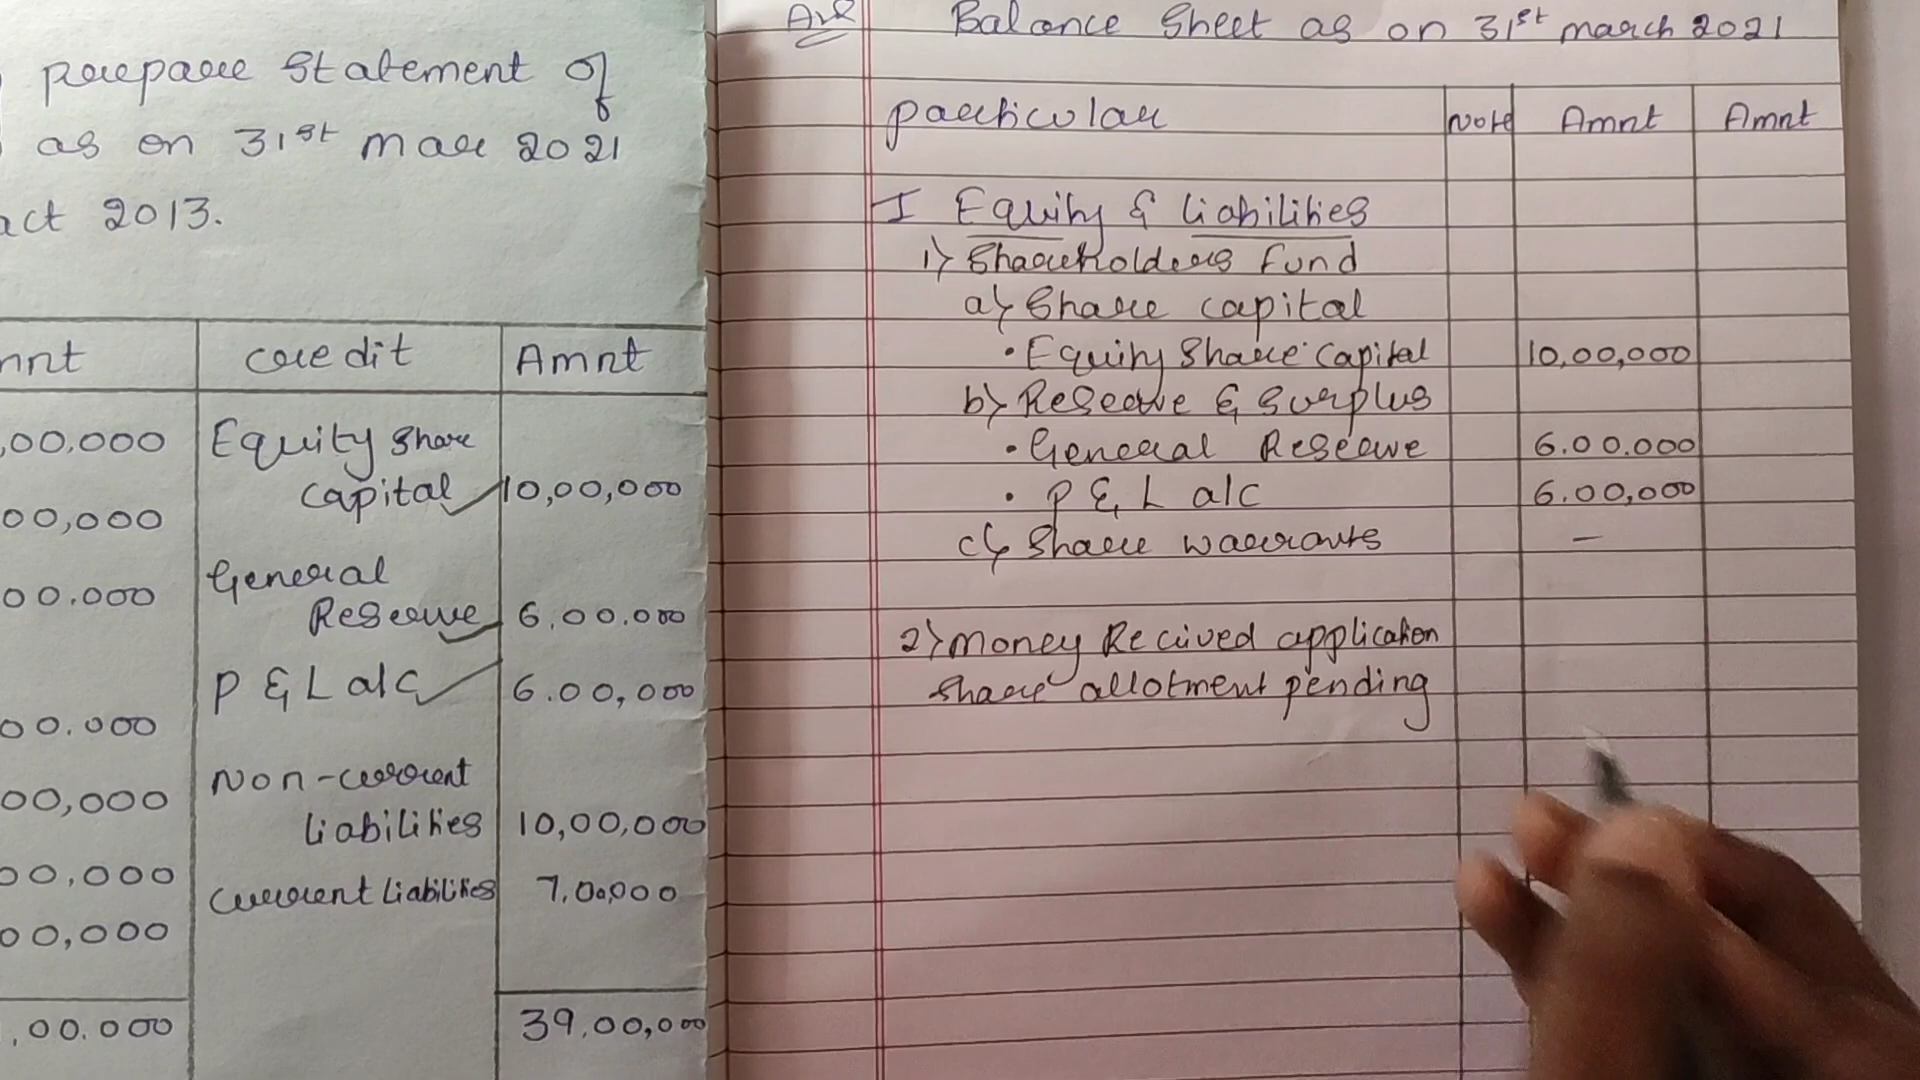 prepare Statement of
as on 31st mar 2021
act 2013.
mnt credit Amnt
,00.000 Equity share
capital 10,00,000
00,000
General
00.000
Reserve 6,00.000
P & L a/c 6.00,000
00.000
Non-current
00,000
liabilities 10,00,000
00,000 current Liabilities 7,00,000
00,000
,00.000 39,00,000
Ans Balance Sheet as on 31st march 2021
particular Note Amnt Amnt
I Equity & liabilities
1) Shareholders fund
a) Share capital
• Equity Share capital 10,00,000
b) Reserve & Surplus
• General Reserve 6.00.000
• P & L a/c 6.00,000
c) Share warrants —
2) Money Recived application
share allotment pending